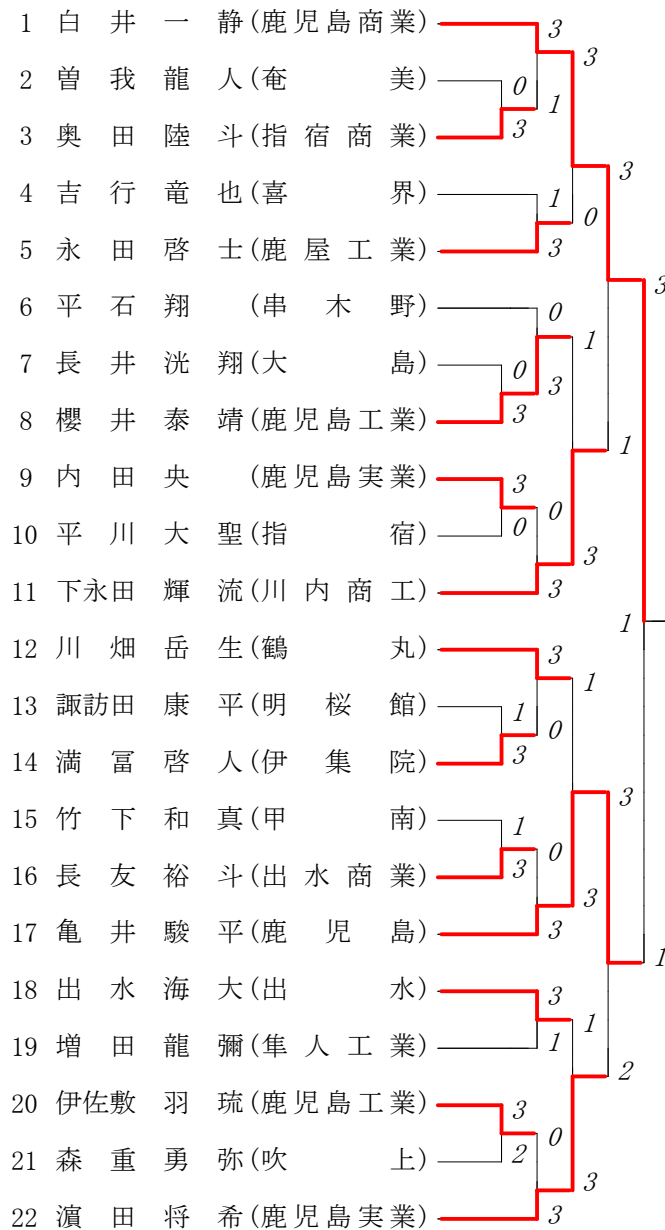 1 白井一静(鹿児島商業) 3
3
2 曽我龍人(奄美) 0
1
3 奥田陸斗(指宿商業) 3
3
4 吉行竜也(喜界) 1
0
5 永田啓士(鹿屋工業) 3
3
6 平石翔(串木野) 0
1
7 長井洸翔(大島) 0
3
8 櫻井泰靖(鹿児島工業) 3
1
9 内田央(鹿児島実業) 3
0
10 平川大聖(指宿) 0
3
11 下永田輝流(川内商工) 3
1
12 川畑岳生(鶴丸) 3
1
13 諏訪田康平(明桜館) 1
0
14 満冨啓人(伊集院) 3
3
15 竹下和真(甲南) 1
0
16 長友裕斗(出水商業) 3
3
17 亀井駿平(鹿児島) 3
1
18 出水海大(出水) 3
1
19 増田龍彌(隼人工業) 1
2
20 伊佐敷羽琉(鹿児島工業) 3
0
21 森重勇弥(吹上) 2
3
22 濵田将希(鹿児島実業) 3